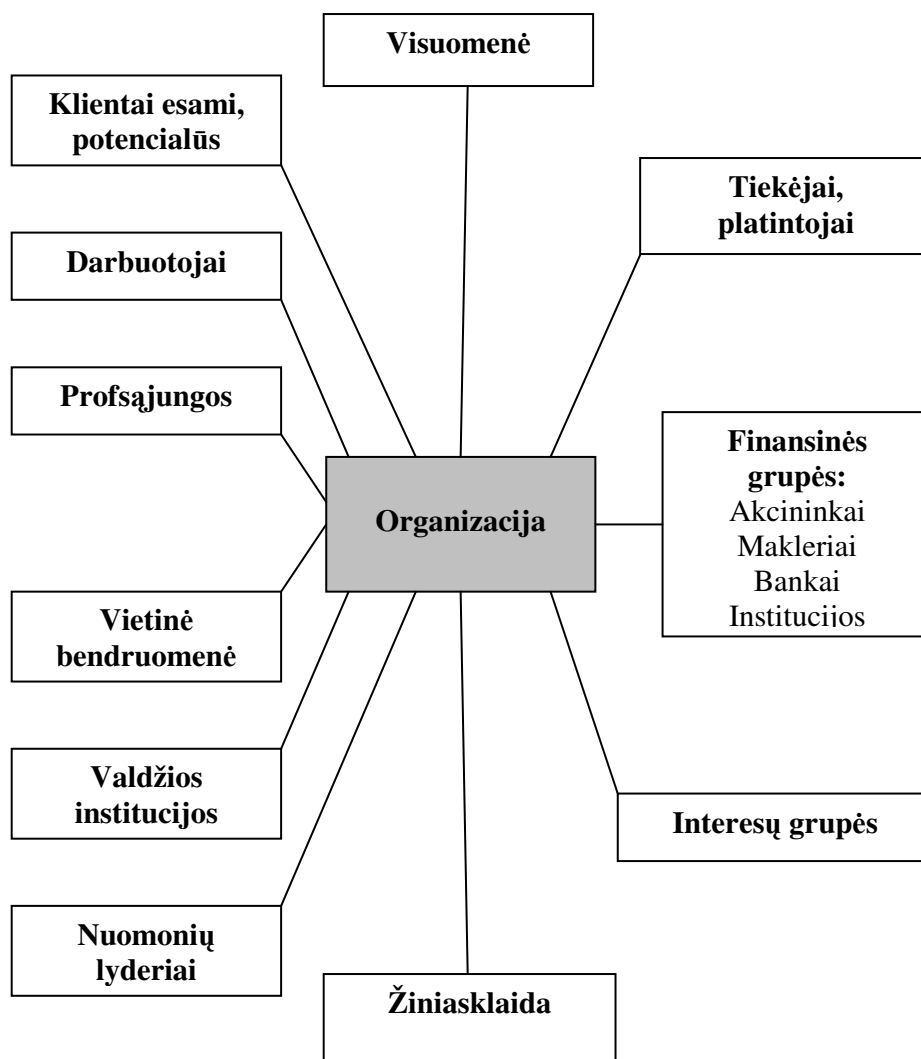 Visuomenė
Klientai esami,
potencialūs
Tiekėjai,
platintojai
Darbuotojai
Profsąjungos
Finansinės
grupės:
Akcininkai
Makleriai
Bankai
Institucijos
Organizacija
Vietinė
bendruomenė
Valdžios
institucijos
Interesų grupės
Nuomonių
lyderiai
Žiniasklaida